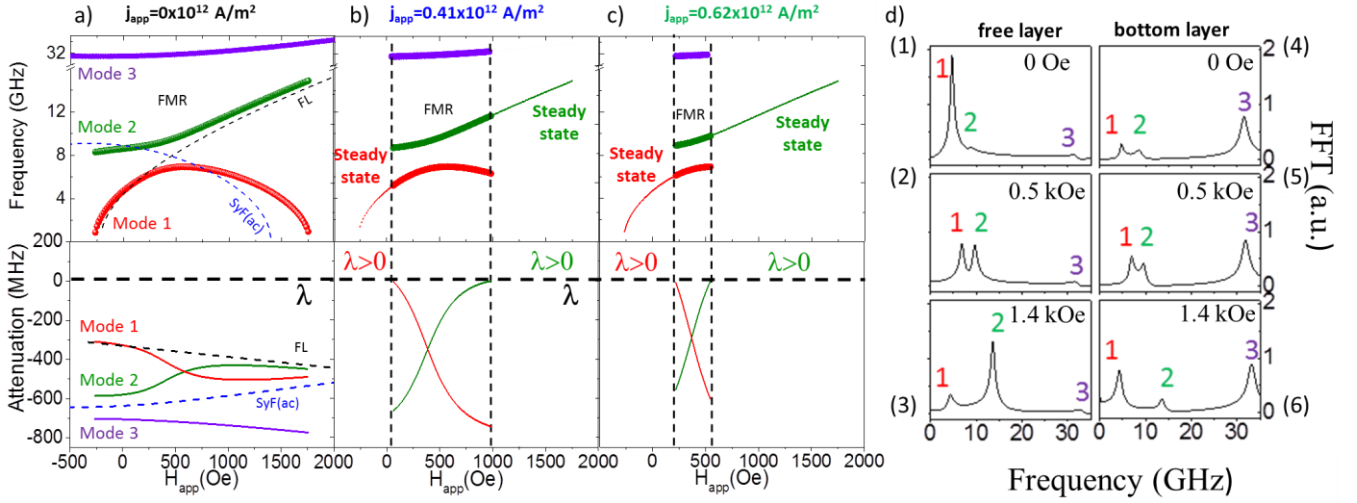 a) j_app=0x10^12 A/m²
b) j_app=0.41x10^12 A/m²
c) j_app=0.62x10^12 A/m²
d)
32
12
8
4
200
Frequency (GHz)
Mode 3
FMR
FL
Mode 2
Mode 1
SyF(ac)
FMR
Steady state
Steady state
FMR
Steady state
Steady state
0
-200
-400
-600
-800
Attenuation (MHz)
λ
Mode 1
FL
Mode 2
SyF(ac)
Mode 3
λ>0
λ>0
λ
λ>0
λ>0
-500 0 500 1000 1500
H_app(Oe)
0 500 1000 1500 2000
H_app(Oe)
0 500 1000 1500 2000
H_app(Oe)
free layer
bottom layer
(1)
0 Oe
1
2
3
(4)
0 Oe
1
2
3
2
1
0
(2)
0.5 kOe
1 2
3
(5)
0.5 kOe
1 2
3
2
1
0
(3)
1.4 kOe
1
2
3
(6)
1.4 kOe
1
2
3
2
1
0
FFT (a.u.)
0 10 20 30
0 10 20 30
Frequency (GHz)